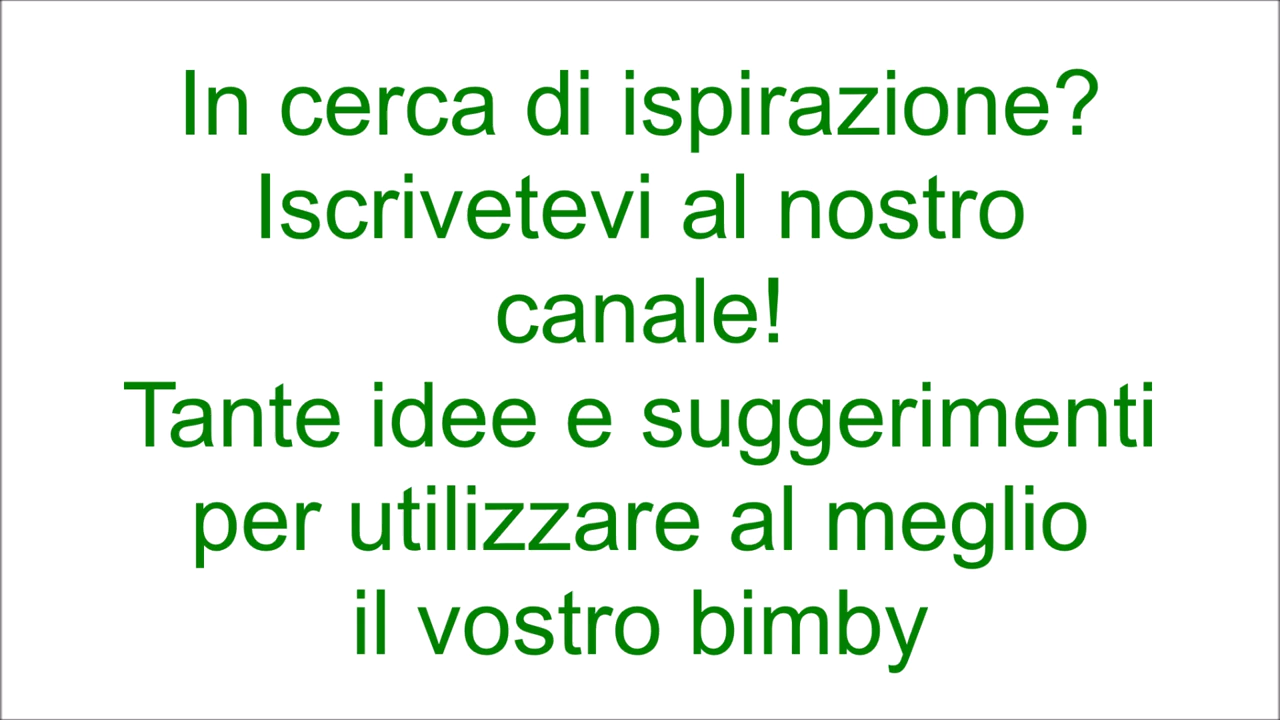 In cerca di ispirazione?
Iscrivetevi al nostro
canale!
Tante idee e suggerimenti
per utilizzare al meglio
il vostro bimby